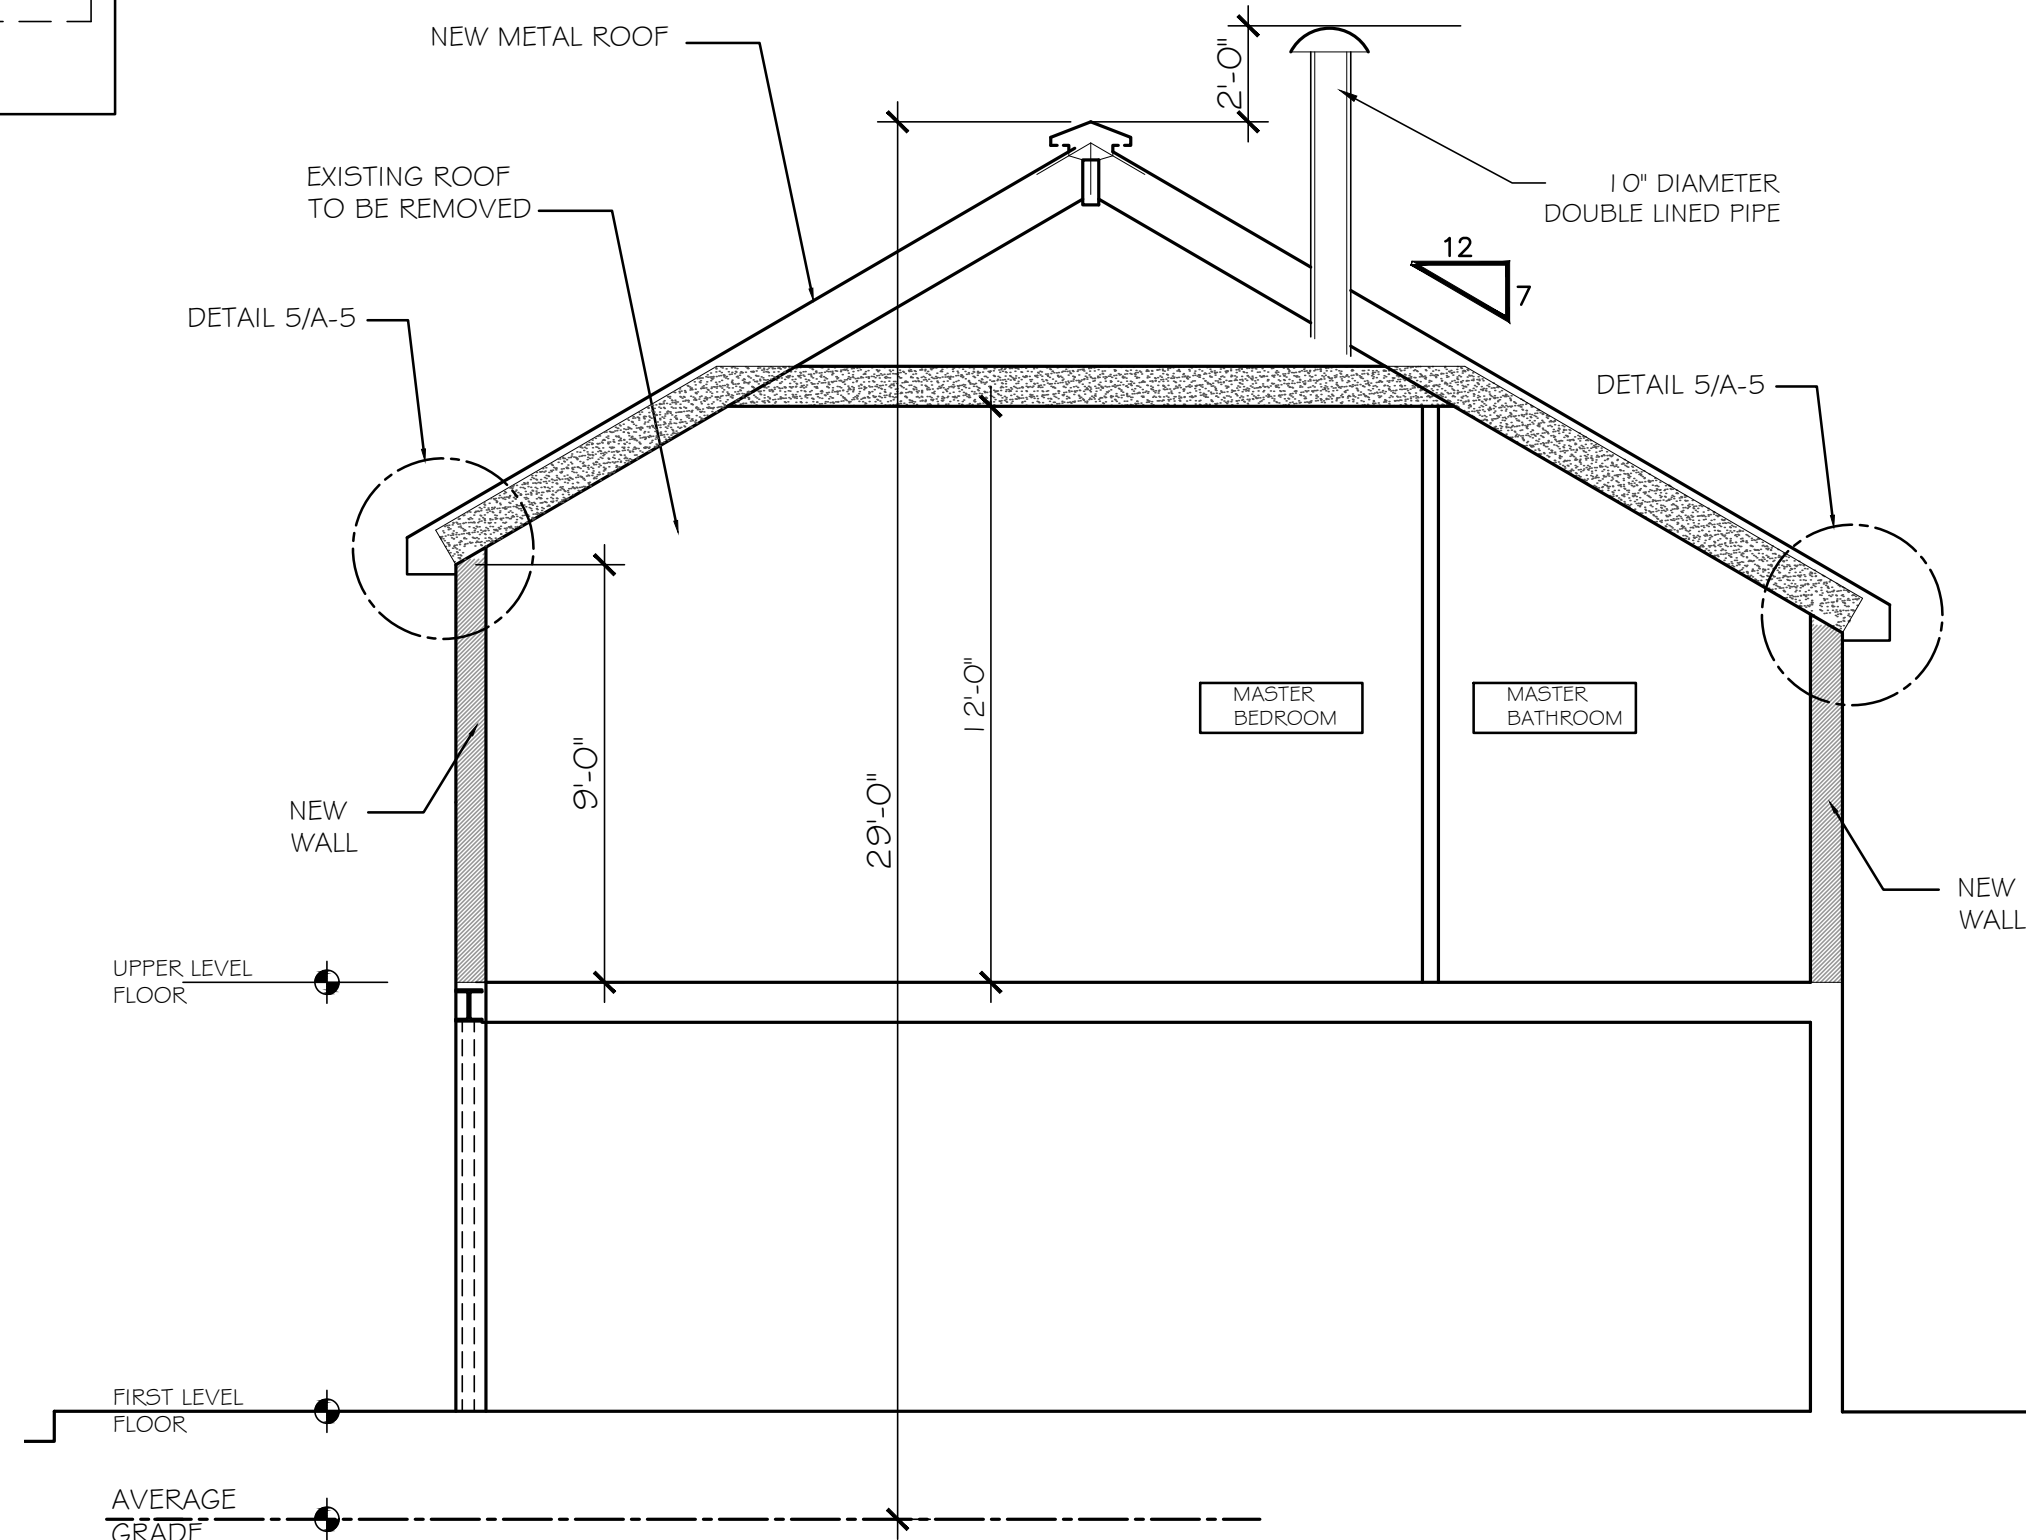 NEW METAL ROOF
2'-0"
EXISTING ROOF
TO BE REMOVED
10" DIAMETER
DOUBLE LINED PIPE
12
7
DETAIL 5/A-5
DETAIL 5/A-5
12'-0"
MASTER
BEDROOM
MASTER
BATHROOM
9'-0"
29'-0"
NEW
WALL
NEW
WALL
UPPER LEVEL
FLOOR
FIRST LEVEL
FLOOR
AVERAGE
GRADE